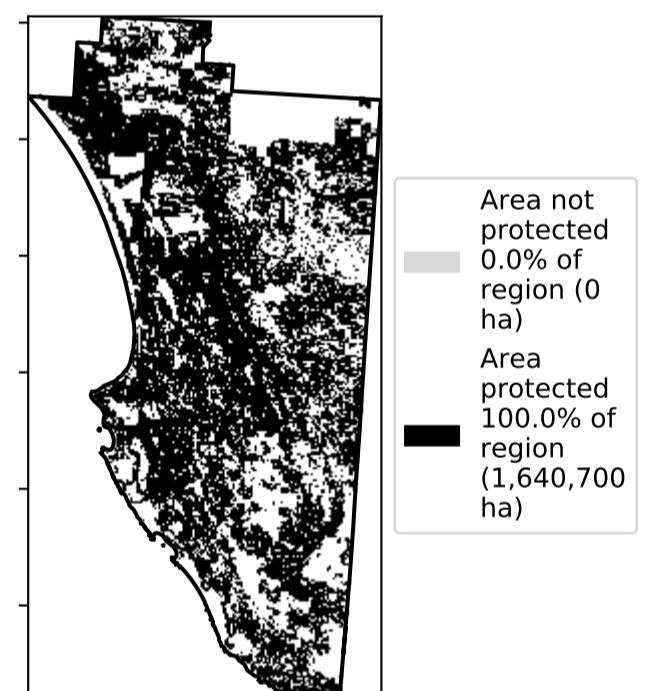 Area not
protected
0.0% of
region (0
ha)
Area
protected
100.0% of
region
(1,640,700
ha)